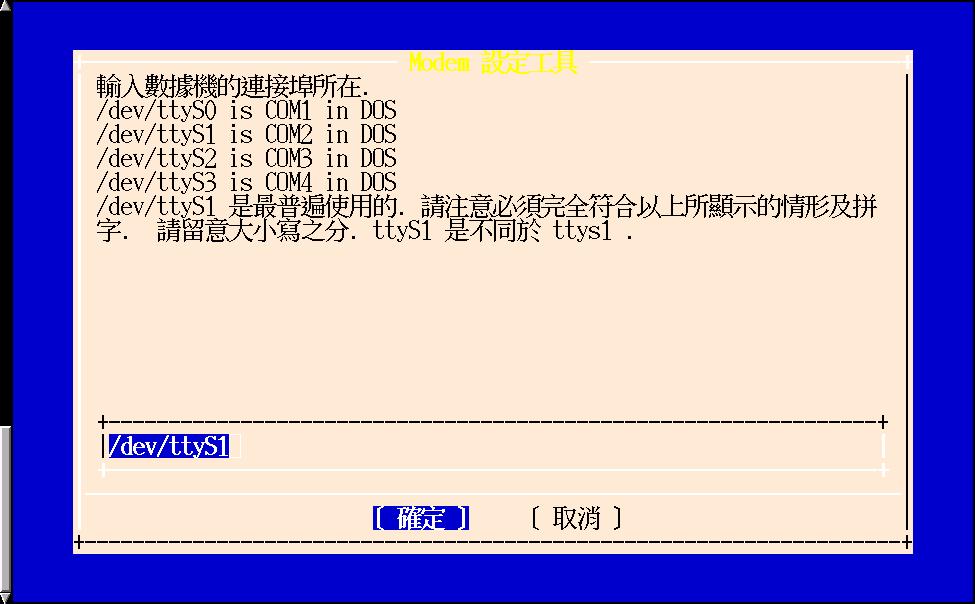 Modem 設定工具
輸入數據機的連接埠所在.
/dev/ttyS0 is COM1 in DOS
/dev/ttyS1 is COM2 in DOS
/dev/ttyS2 is COM3 in DOS
/dev/ttyS3 is COM4 in DOS
/dev/ttyS1 是最普遍使用的. 請注意必須完全符合以上所顯示的情形及拼
字.  請留意大小寫之分. ttyS1 是不同於 ttys1 .
/dev/ttyS1
[ 確定 ] [ 取消 ]